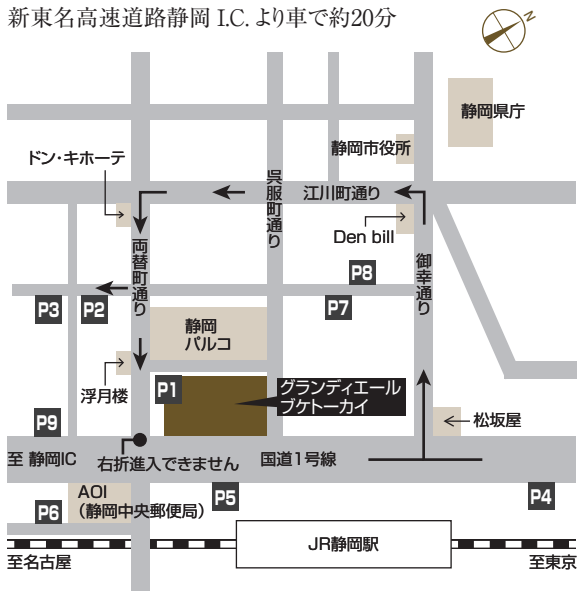 新東名高速道路静岡 I.C. より車で約20分
N
静岡県庁
静岡市役所
ドン・キホーテ
呉服町通り
江川町通り
Den bill
両替町通り
御幸通り
P8
P3
P2
P7
静岡
パルコ
浮月楼
P1
グランディエール
ブケトーカイ
P9
松坂屋
至 静岡IC
右折進入できません
国道1号線
AOI
（静岡中央郵便局）
P6
P5
P4
JR静岡駅
至名古屋
至東京